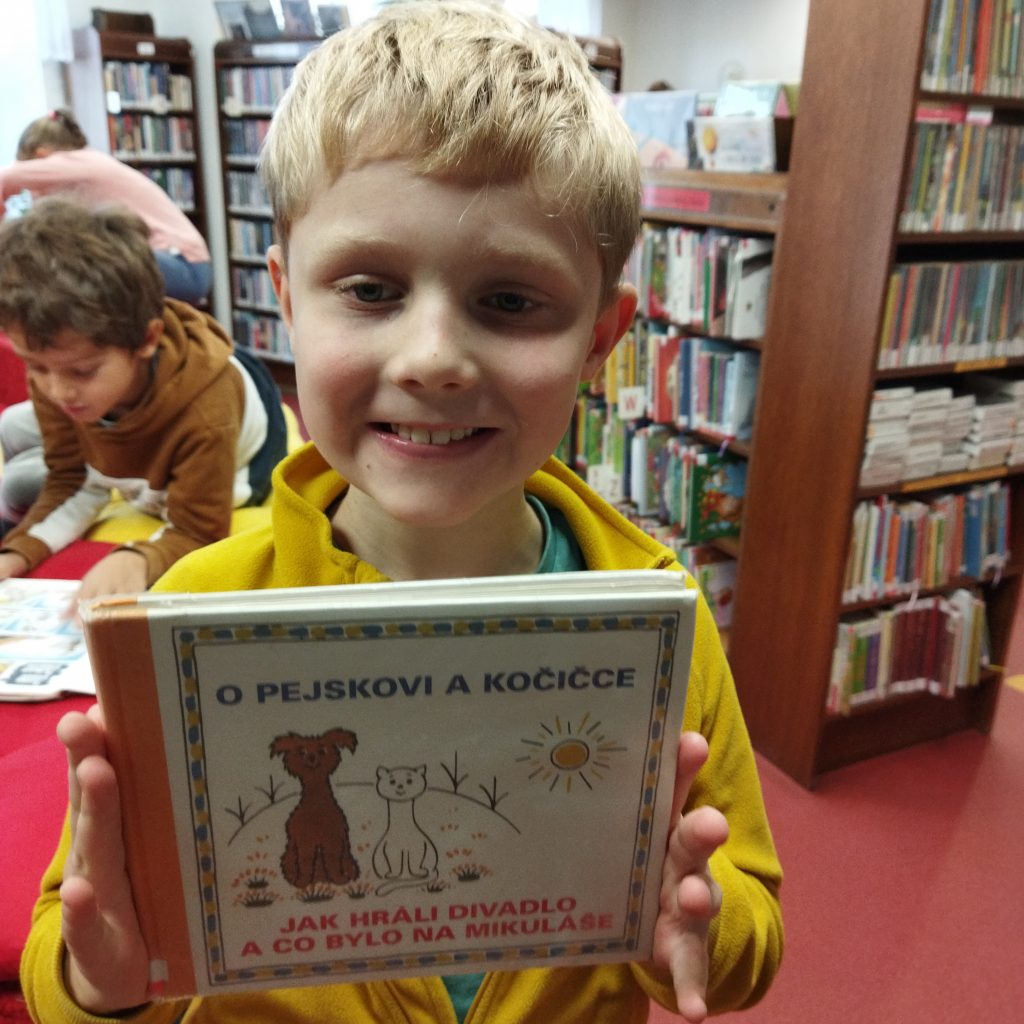 O PEJSKOVI A KOČIČCE
JAK HRÁLI DIVADLO
A CO BYLO NA MIKULÁŠE
W